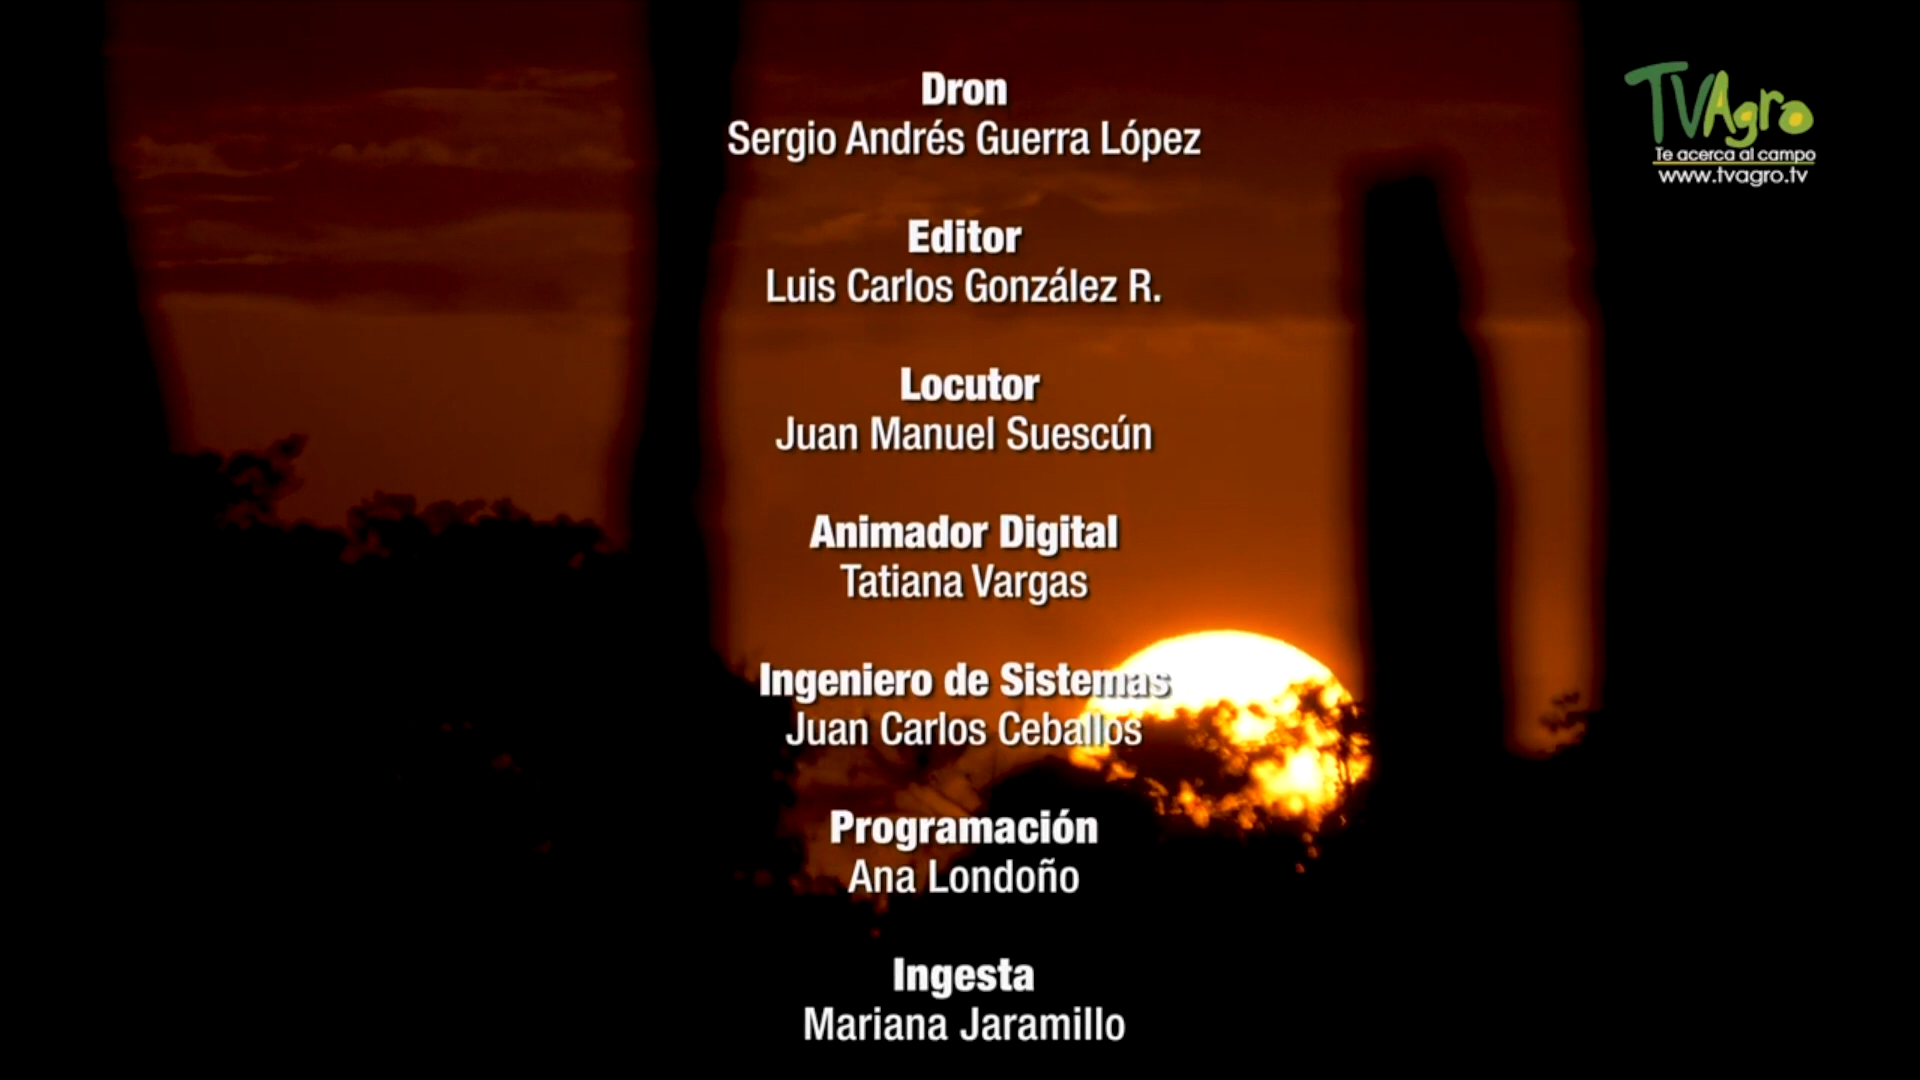 Dron
Sergio Andrés Guerra López
Editor
Luis Carlos González R.
Locutor
Juan Manuel Suescún
Animador Digital
Tatiana Vargas
Ingeniero de Sistemas
Juan Carlos Ceballos
Programación
Ana Londoño
Ingesta
Mariana Jaramillo
TVAgro
Te acerca al campo
www.tvagro.tv